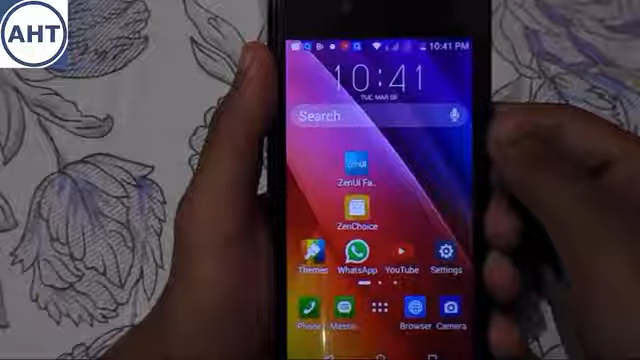 AHT
10:41 PM
10:41
TUE, MAR 08
Search
ZenUI
ZenUI Fa..
ZenChoice
Themes WhatsApp YouTube Settings
Phone Browser Camera